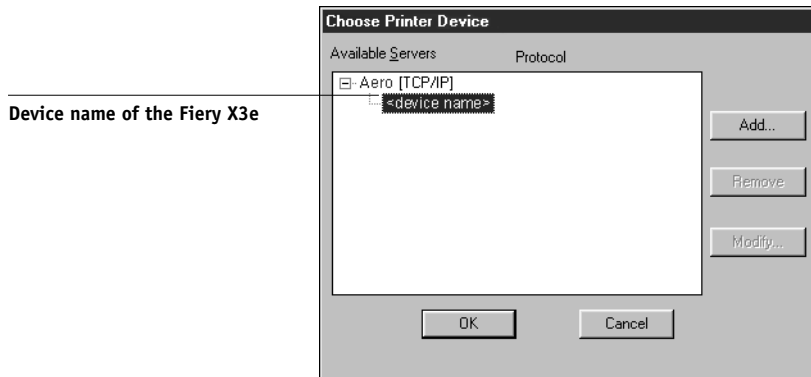 Choose Printer Device
Available Servers Protocol
Aero [TCP/IP]
<device name>
Device name of the Fiery X3e
Add...
Remove
Modify...
OK Cancel